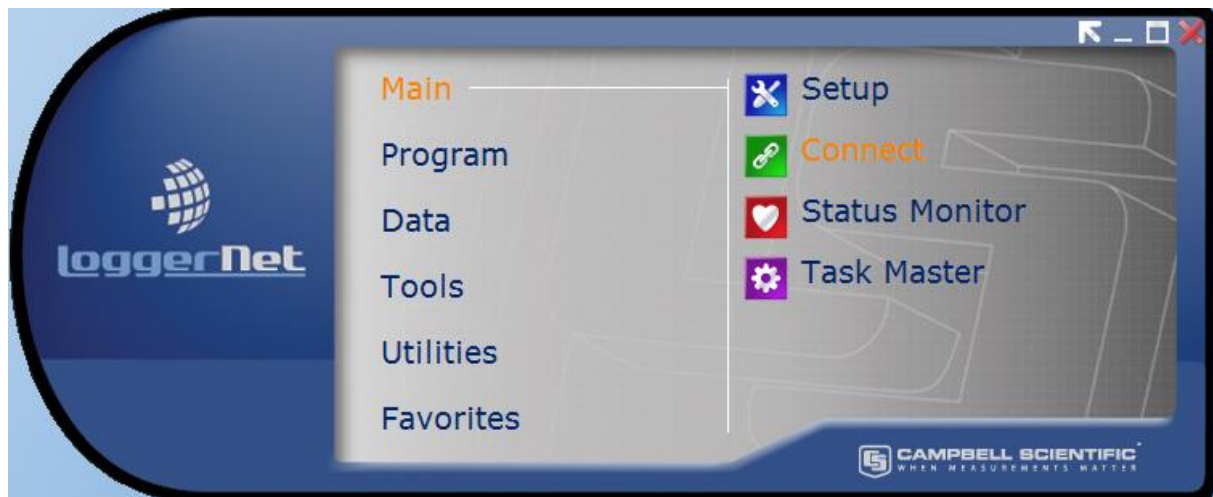 LoggerNet
Main
Program
Data
Tools
Utilities
Favorites
Setup
Connect
Status Monitor
Task Master
CAMPBELL SCIENTIFIC
WHEN MEASUREMENTS MATTER